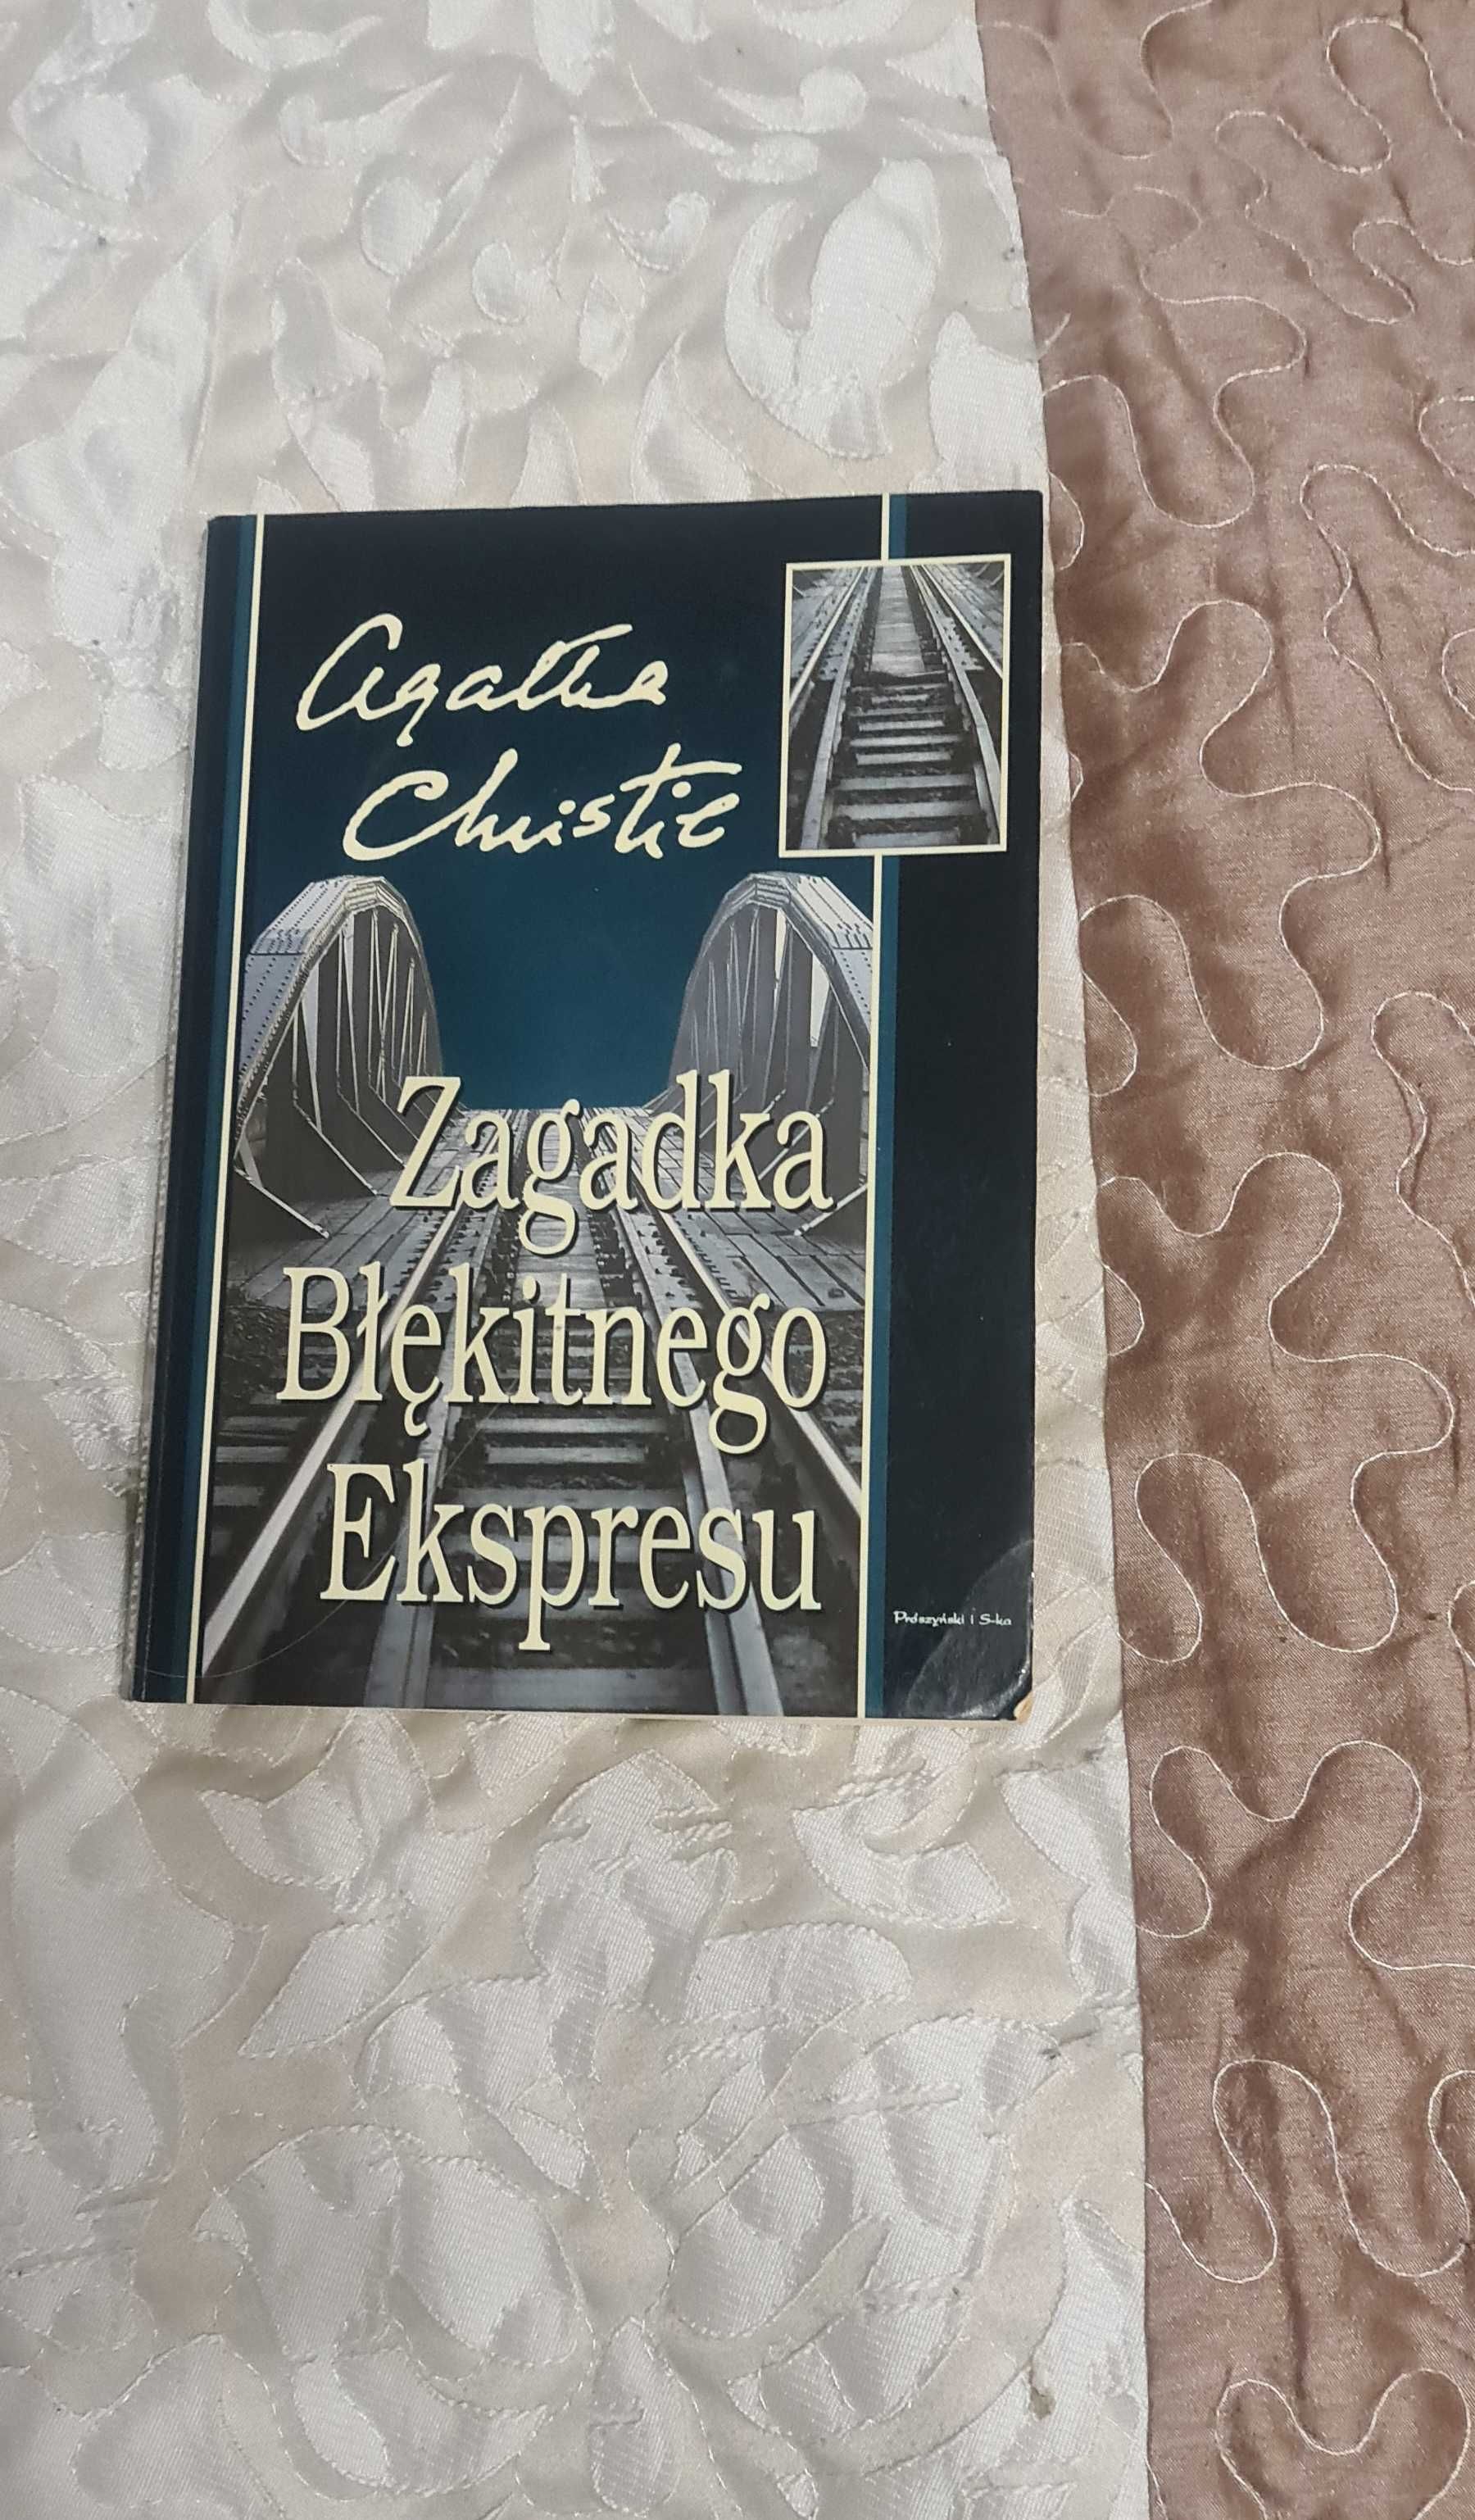 Agatha
Christie
Zagadka
Błękitnego
Ekspresu
Prószyński i S-ka